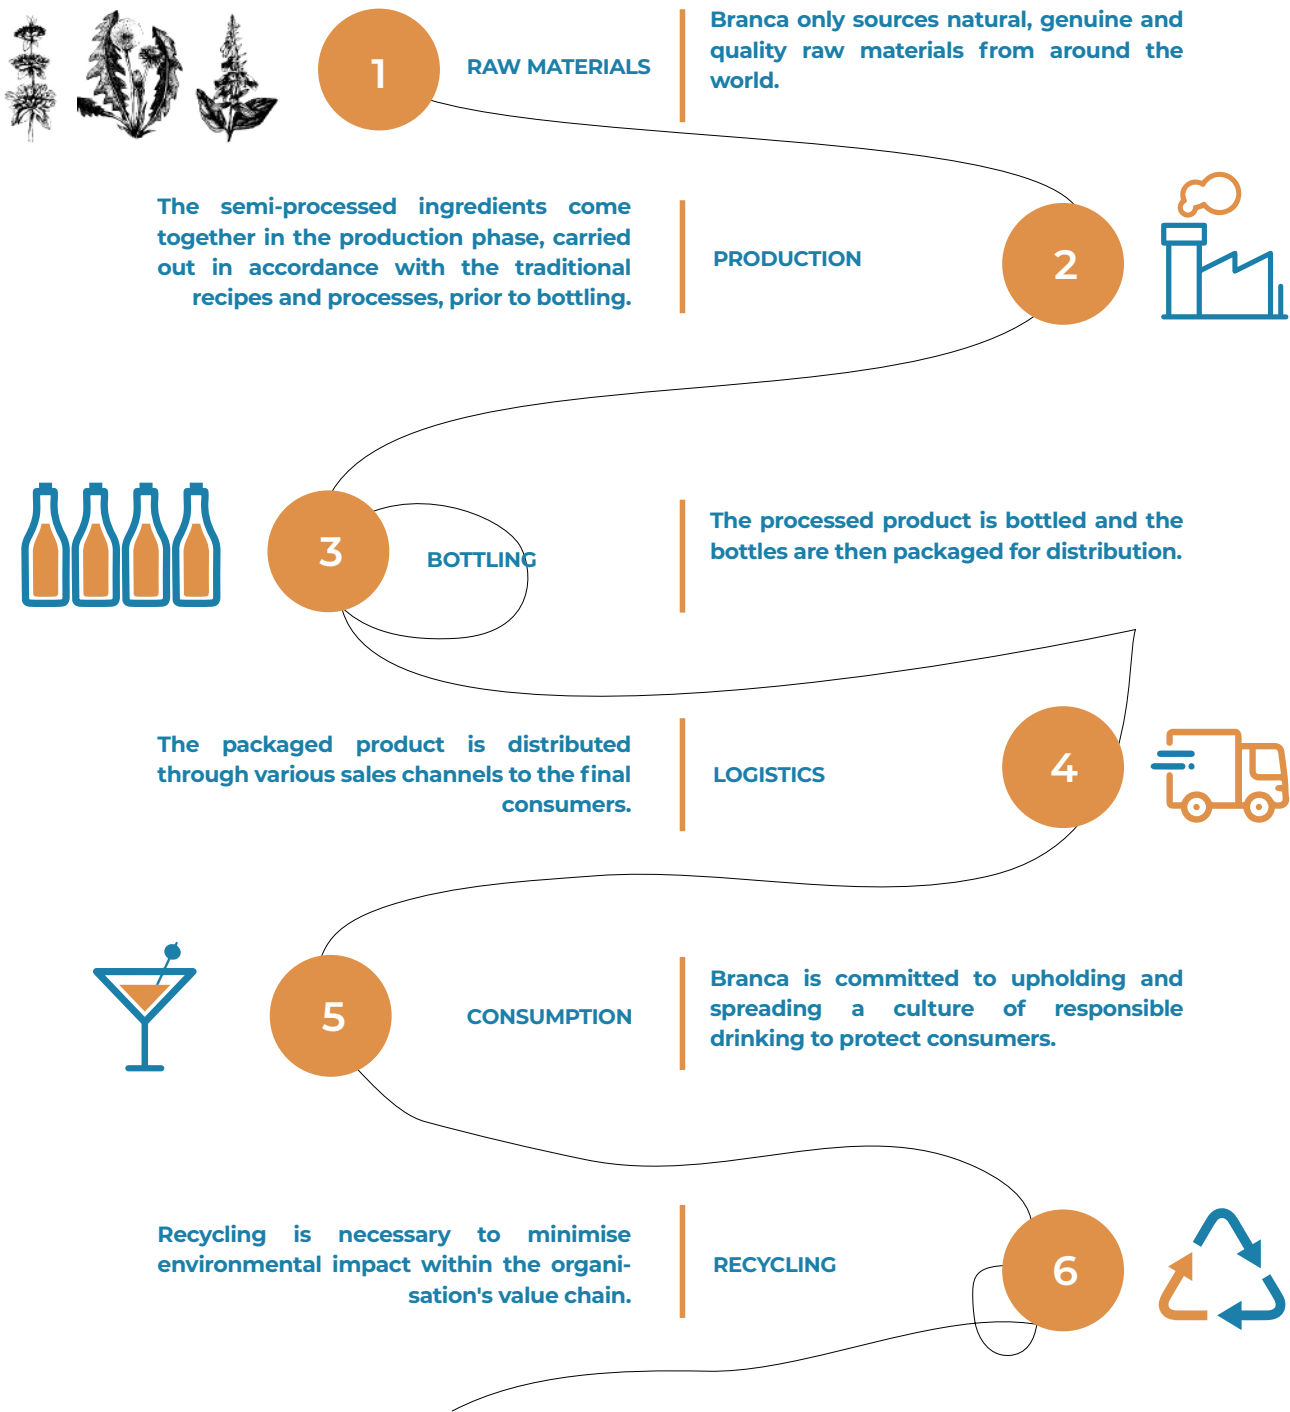 1
RAW MATERIALS
Branca only sources natural, genuine and
quality raw materials from around the
world.
The semi-processed ingredients come
together in the production phase, carried
out in accordance with the traditional
recipes and processes, prior to bottling.
PRODUCTION
2
3
BOTTLING
The processed product is bottled and the
bottles are then packaged for distribution.
The packaged product is distributed
through various sales channels to the final
consumers.
LOGISTICS
4
5
CONSUMPTION
Branca is committed to upholding and
spreading a culture of responsible
drinking to protect consumers.
Recycling is necessary to minimise
environmental impact within the organi-
sation's value chain.
RECYCLING
6